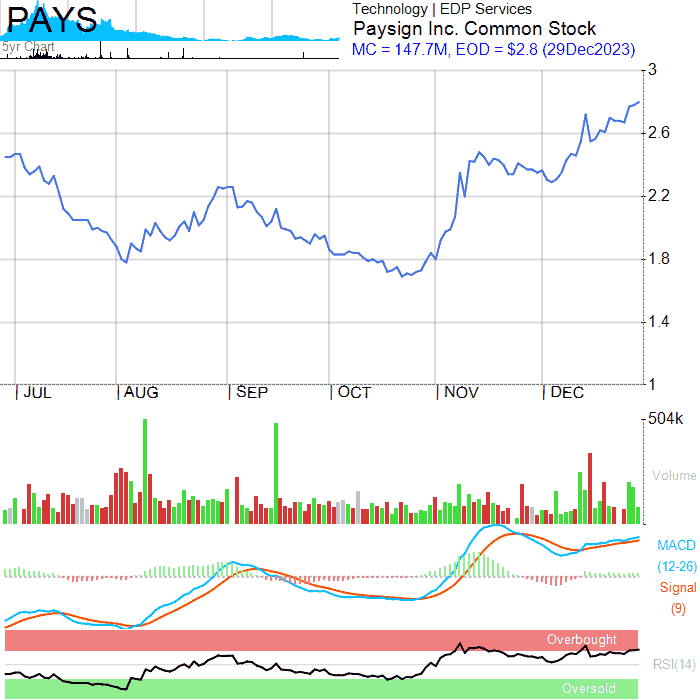 PAYS
5yr Chart
Technology | EDP Services
Paysign Inc. Common Stock
MC = 147.7M, EOD = $2.8 (29Dec2023)
3
2.6
2.2
1.8
1.4
1
|JUL |AUG |SEP |OCT |NOV |DEC
504k
Volume
MACD
(12-26)
Signal
(9)
Overbought
RSI(14)
Oversold